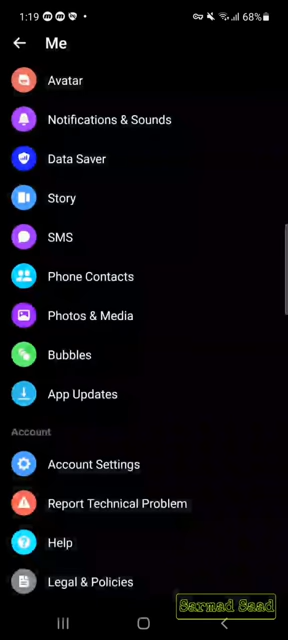 1:19 68%
Me
Avatar
Notifications & Sounds
Data Saver
Story
SMS
Phone Contacts
Photos & Media
Bubbles
App Updates
Account
Account Settings
Report Technical Problem
Help
Legal & Policies
Sarmad Saad